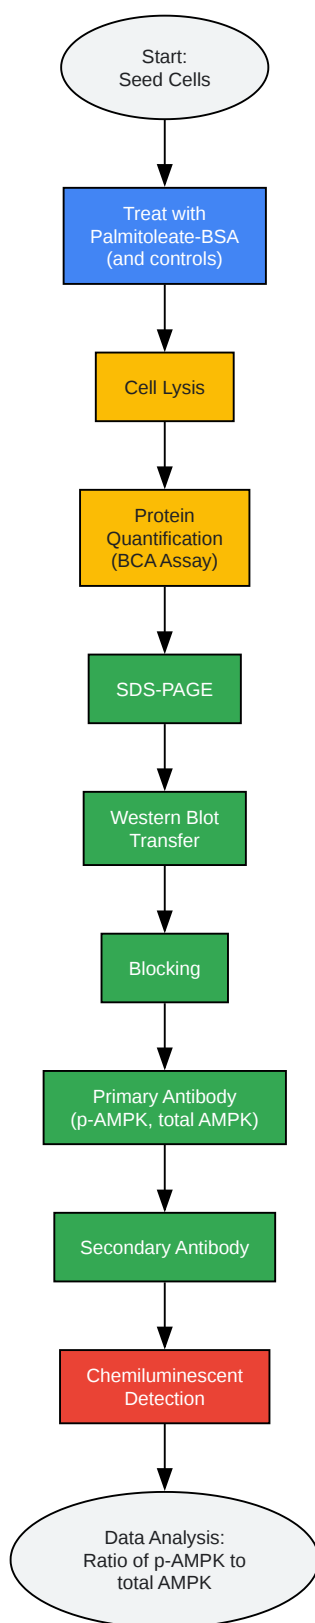 Start:
Seed Cells
Treat with
Palmitoleate-BSA
(and controls)
Cell Lysis
Protein
Quantification
(BCA Assay)
SDS-PAGE
Western Blot
Transfer
Blocking
Primary Antibody
(p-AMPK, total AMPK)
Secondary Antibody
Chemiluminescent
Detection
Data Analysis:
Ratio of p-AMPK to
total AMPK